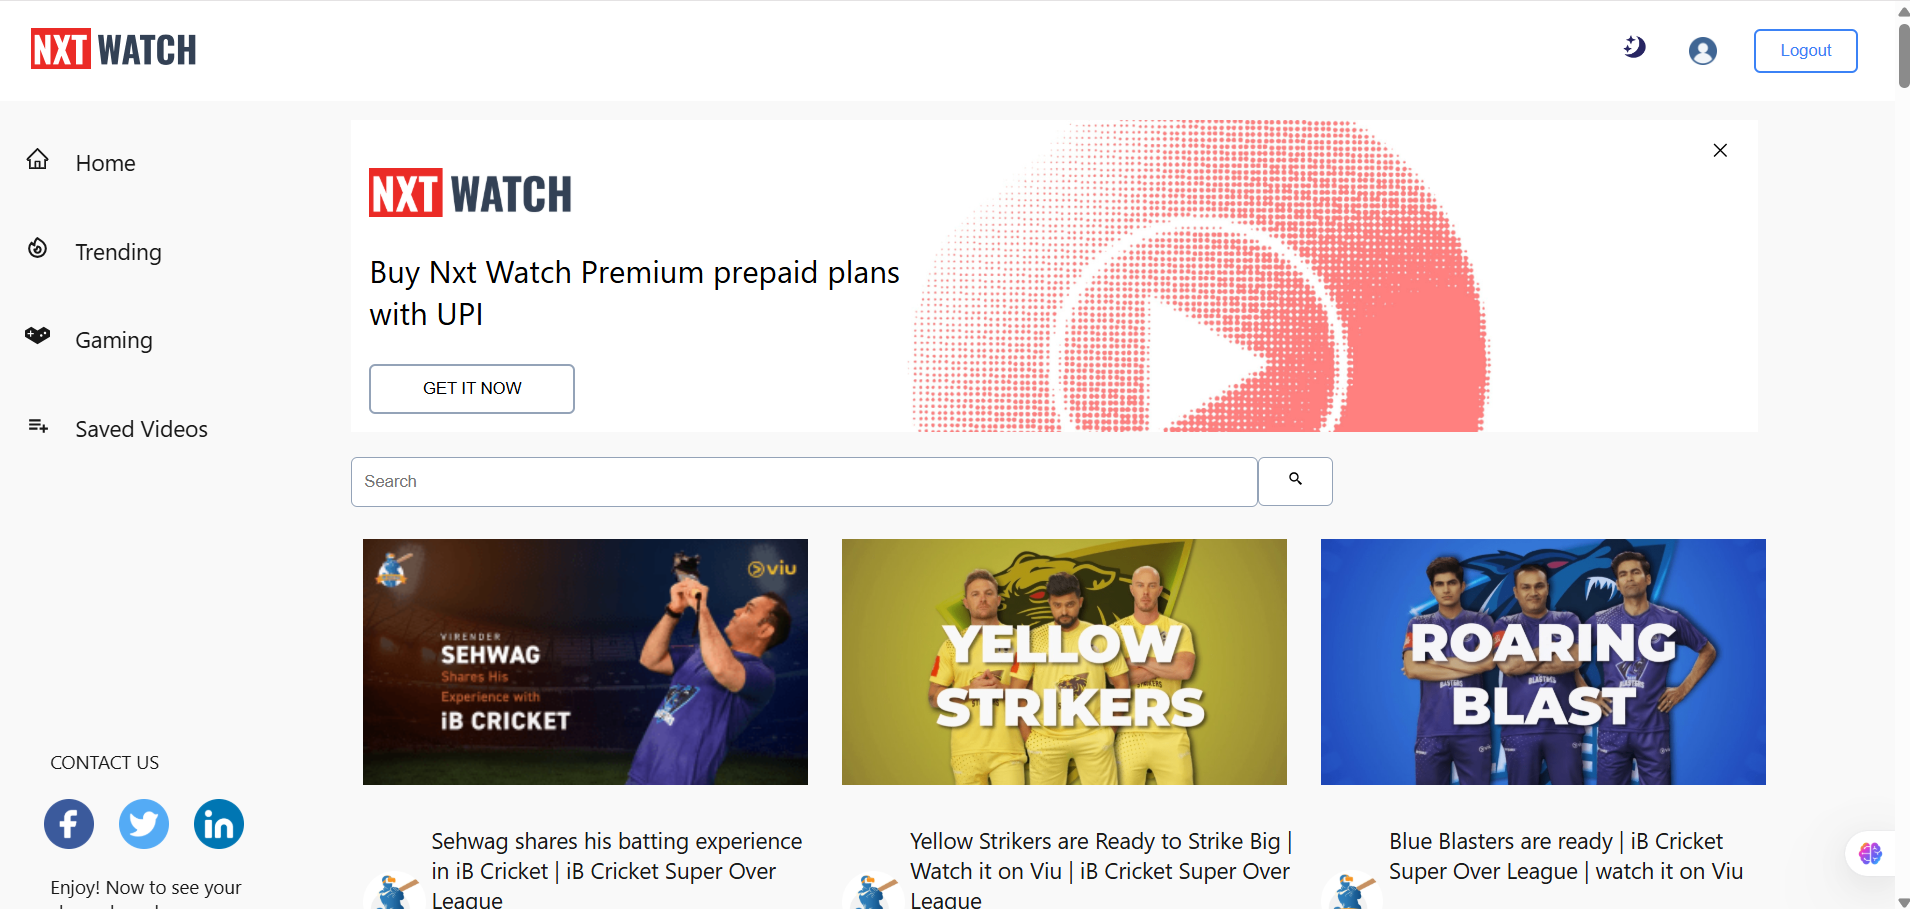 NXT WATCH
Logout
Home
Trending
Gaming
Saved Videos
NXT WATCH
Buy Nxt Watch Premium prepaid plans
with UPI
GET IT NOW
Search
viu
VIRENDER
SEHWAG
Shares His
Experience with
iB CRICKET
YELLOW
STRIKERS
ROARING
BLAST
CONTACT US
Enjoy! Now to see your
Sehwag shares his batting experience
in iB Cricket | iB Cricket Super Over
League
Yellow Strikers are Ready to Strike Big |
Watch it on Viu | iB Cricket Super Over
League
Blue Blasters are ready | iB Cricket
Super Over League | watch it on Viu